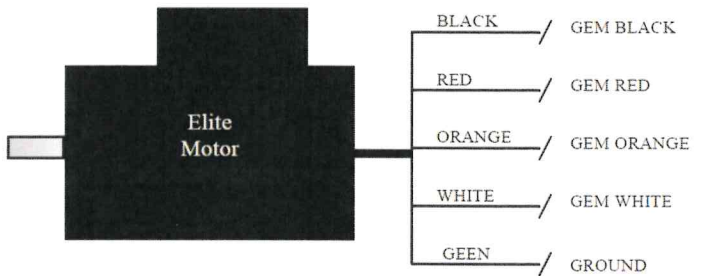 BLACK GEM BLACK
RED GEM RED
Elite
Motor
ORANGE GEM ORANGE
WHITE GEM WHITE
GEEN GROUND